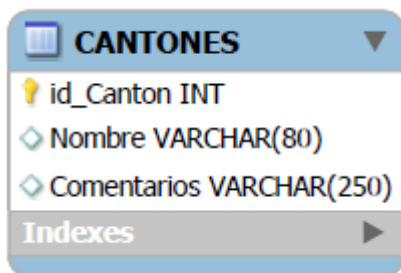 CANTONES
id_Canton INT
Nombre VARCHAR(80)
Comentarios VARCHAR(250)
Indexes